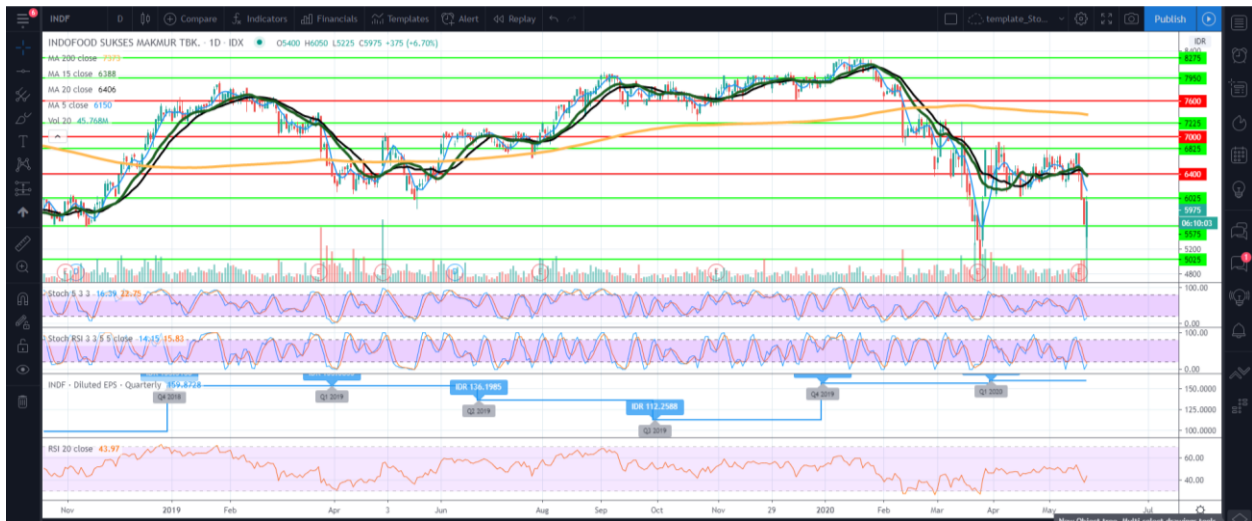 6
INDF D Compare Indicators Financials Templates Alert Replay template_Sto... Publish
INDOFOOD SUKSES MAKMUR TBK. · 1D · IDX O5400 H6050 L5225 C5975 +375 (+6.70%)
IDR
MA 200 close 7373
MA 15 close 6388
MA 20 close 6406
MA 5 close 6150
Vol 20 45.768M
8400
8275
7950
7600
7225
7000
6825
6400
6025
5975
06:10:03
5575
5200
5025
4800
1
E D E E D E E E E
Stoch 5 3 3 16.39
100.00
0.00
Stoch RSI 3 3 5 5 close 14.15 15.83
100.00
0.00
INDF · Diluted EPS · Quarterly 159.8728
Q4 2018
Q1 2019
IDR 136.1985
Q2 2019
IDR 112.2588
Q3 2019
Q4 2019
Q1 2020
150.0000
125.0000
100.0000
RSI 20 close 43.97
60.00
40.00
Nov 2019 Feb Apr 3 Jun Aug Sep Oct Nov 29 2020 Feb Mar Apr May Jul